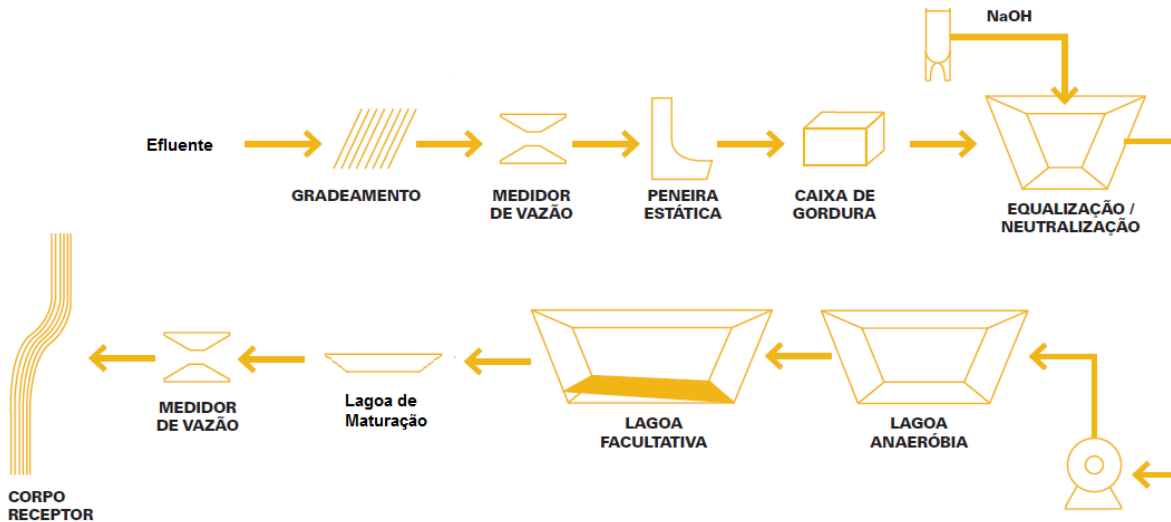 NaOH
Efluente
GRADEAMENTO
MEDIDOR
DE VAZÃO
PENEIRA
ESTÁTICA
CAIXA DE
GORDURA
EQUALIZAÇÃO /
NEUTRALIZAÇÃO
MEDIDOR
DE VAZÃO
Lagoa de
Maturação
LAGOA
FACULTATIVA
LAGOA
ANAERÓBIA
CORPO
RECEPTOR